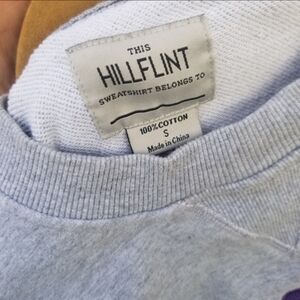 THIS
HILLFLINT
SWEATSHIRT BELONGS TO
100% COTTON
S
Made in China